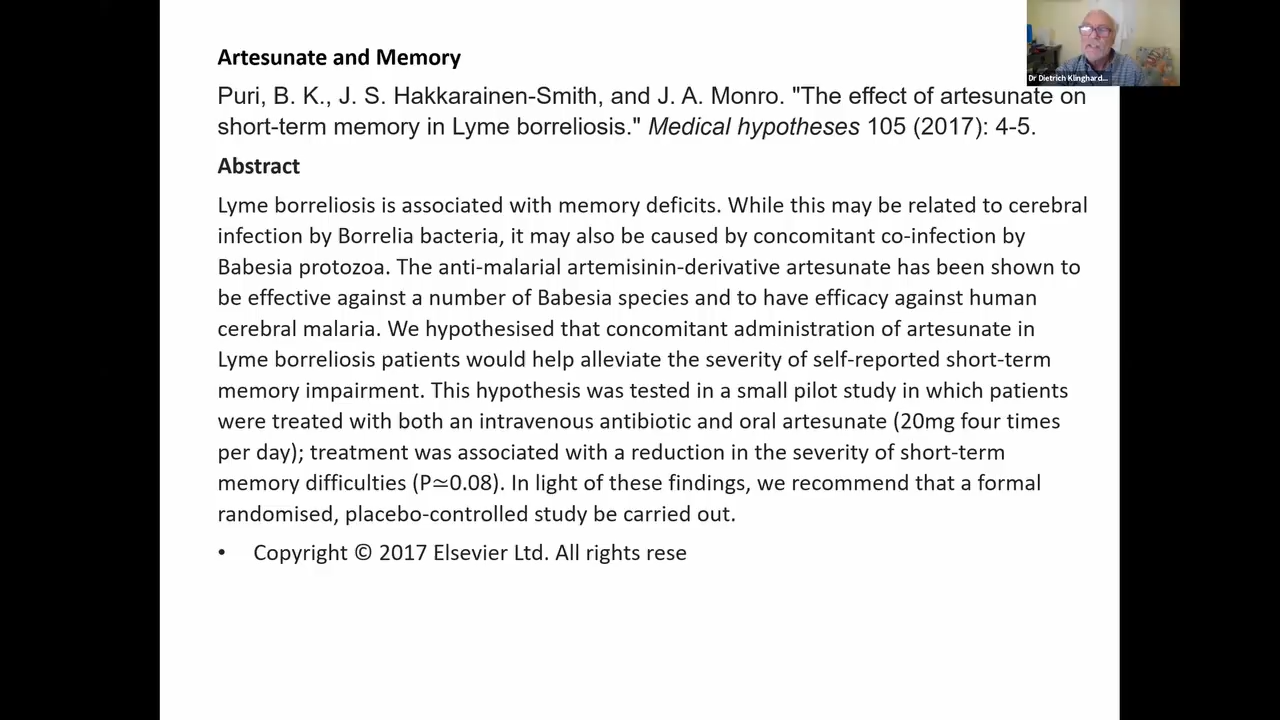 Artesunate and Memory
Puri, B. K., J. S. Hakkarainen-Smith, and J. A. Monro. "The effect of artesunate on
short-term memory in Lyme borreliosis." Medical hypotheses 105 (2017): 4-5.
Abstract
Lyme borreliosis is associated with memory deficits. While this may be related to cerebral
infection by Borrelia bacteria, it may also be caused by concomitant co-infection by
Babesia protozoa. The anti-malarial artemisinin-derivative artesunate has been shown to
be effective against a number of Babesia species and to have efficacy against human
cerebral malaria. We hypothesised that concomitant administration of artesunate in
Lyme borreliosis patients would help alleviate the severity of self-reported short-term
memory impairment. This hypothesis was tested in a small pilot study in which patients
were treated with both an intravenous antibiotic and oral artesunate (20mg four times
per day); treatment was associated with a reduction in the severity of short-term
memory difficulties (P≃0.08). In light of these findings, we recommend that a formal
randomised, placebo-controlled study be carried out.
• Copyright © 2017 Elsevier Ltd. All rights rese
Dr Dietrich Klinghard...